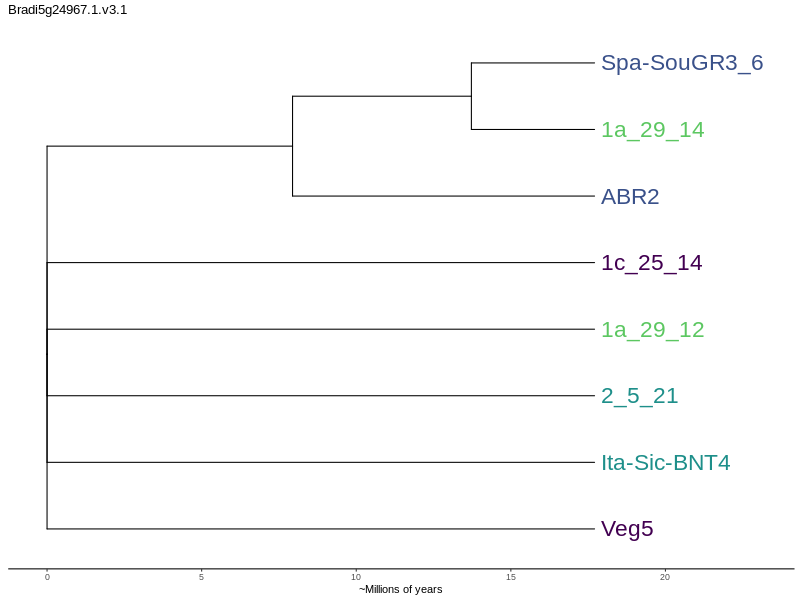 Bradi5g24967.1.v3.1
Spa-SouGR3_6
1a_29_14
ABR2
1c_25_14
1a_29_12
2_5_21
Ita-Sic-BNT4
Veg5
0 5 10 15 20
~Millions of years